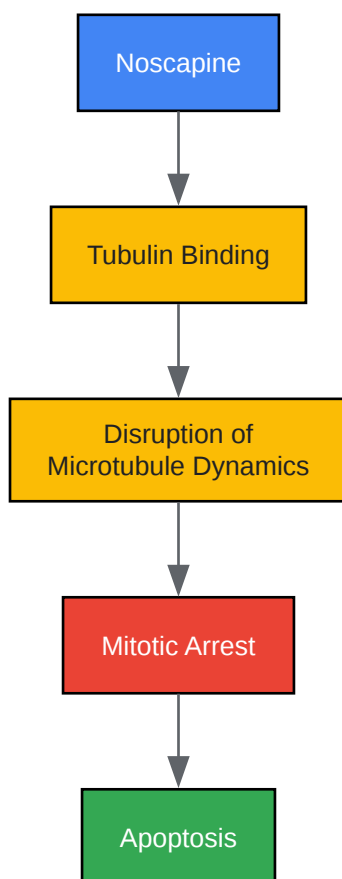 Noscapine
Tubulin Binding
Disruption of
Microtubule Dynamics
Mitotic Arrest
Apoptosis